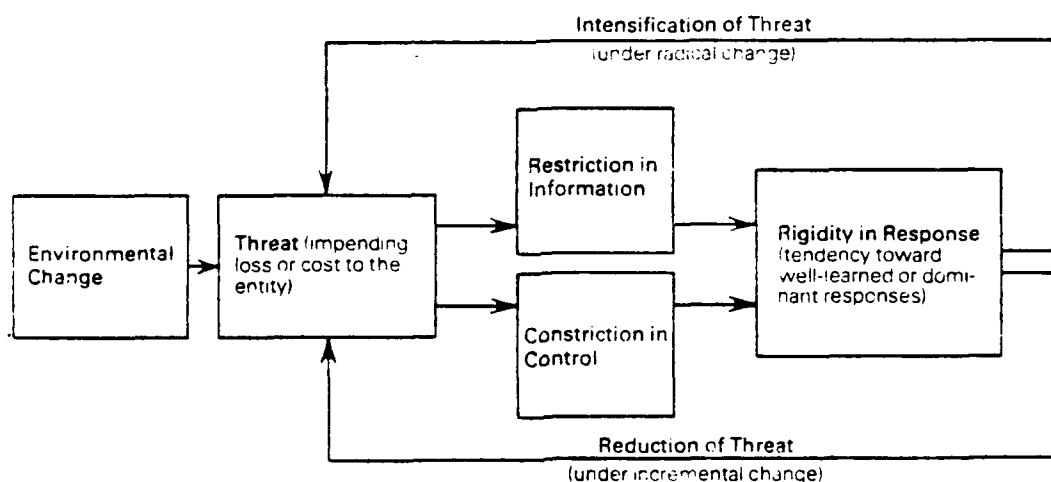 Intensification of Threat
(under radical change)
Restriction in
Information
Environmental
Change
Threat (impending
loss or cost to the
entity)
Rigidity in Response
(tendency toward
well-learned or domi-
nant responses)
Constriction in
Control
Reduction of Threat
(under incremental change)